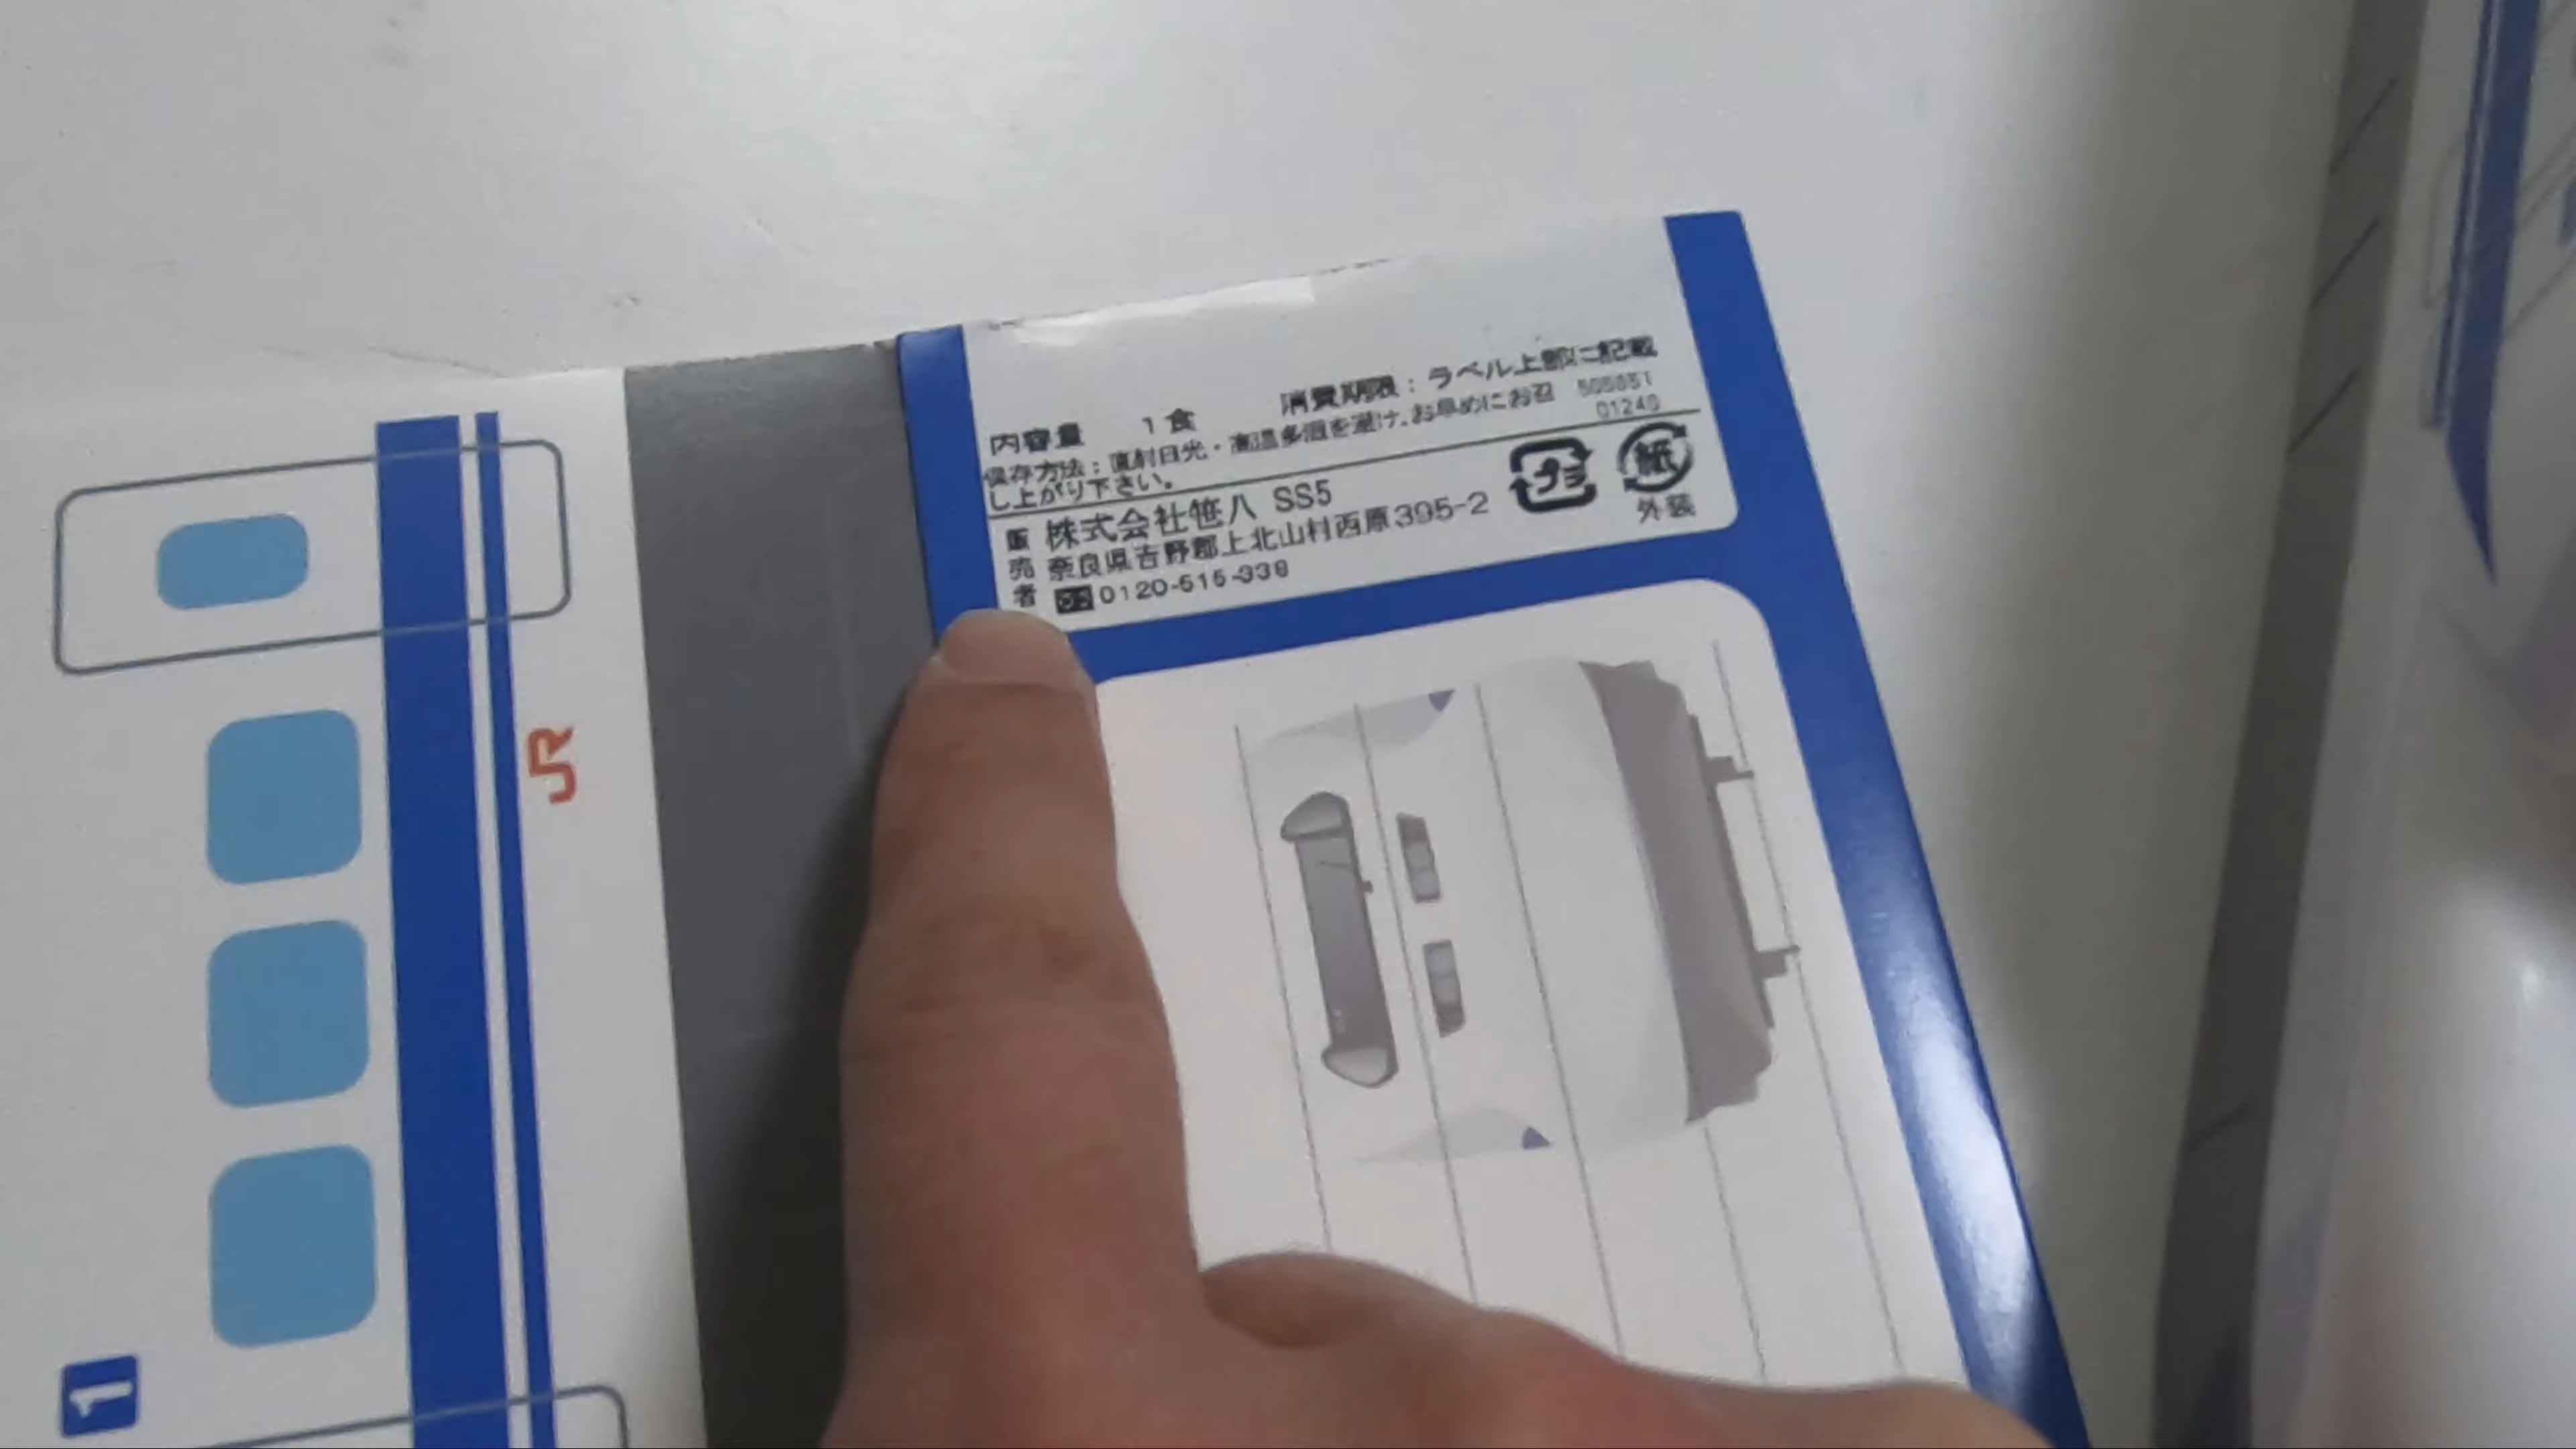 内容量 1食 消費期限：ラベル上部に記載
保存方法：直射日光・高温多湿を避け、お早めにお召
し上がり下さい。
販売者
株式会社笹八 SS5
奈良県吉野郡上北山村西原395-2
0120-515-338
プラ
紙
外装
JR
1